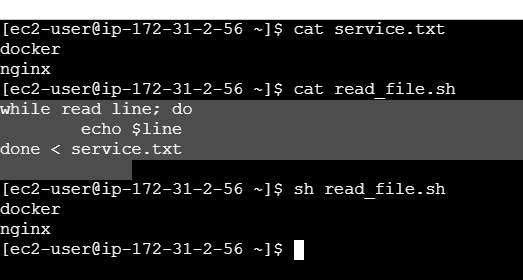 [ec2-user@ip-172-31-2-56 ~]$ cat service.txt
docker
nginx
[ec2-user@ip-172-31-2-56 ~]$ cat read_file.sh
while read line; do
        echo $line
done < service.txt
[ec2-user@ip-172-31-2-56 ~]$ sh read_file.sh
docker
nginx
[ec2-user@ip-172-31-2-56 ~]$